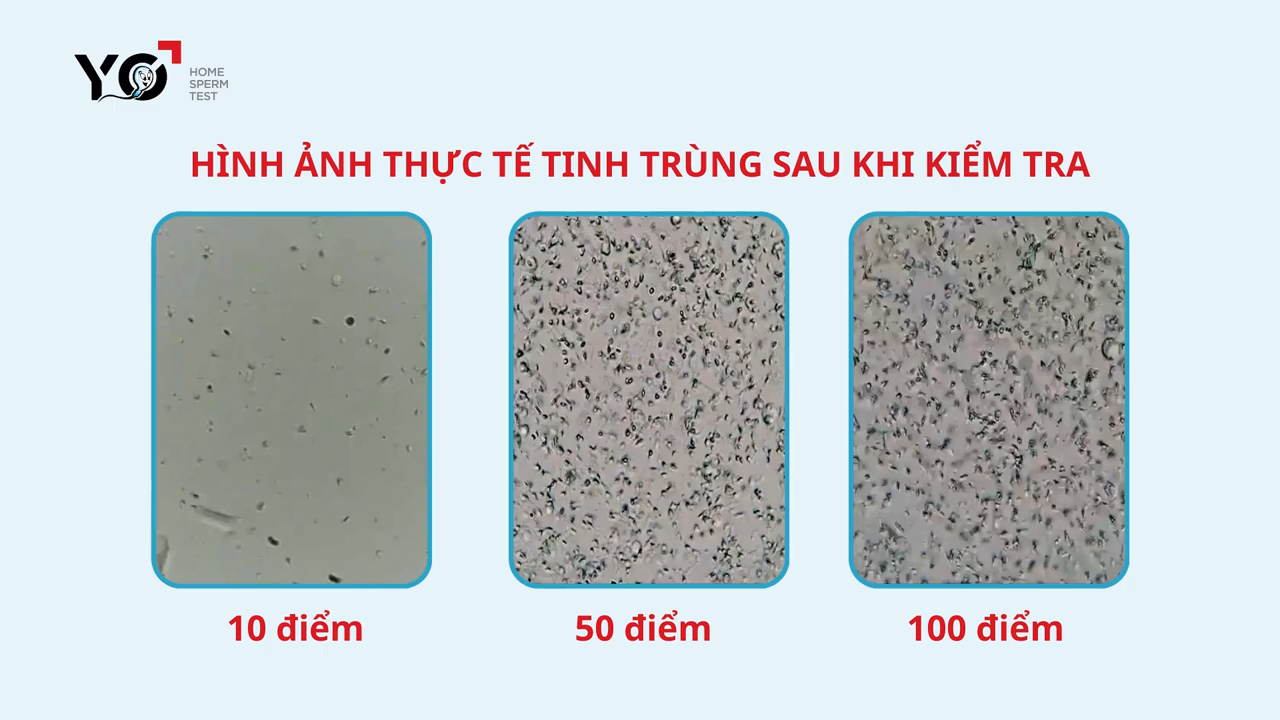 YO
HOME
SPERM
TEST
HÌNH ẢNH THỰC TẾ TINH TRÙNG SAU KHI KIỂM TRA
10 điểm
50 điểm
100 điểm